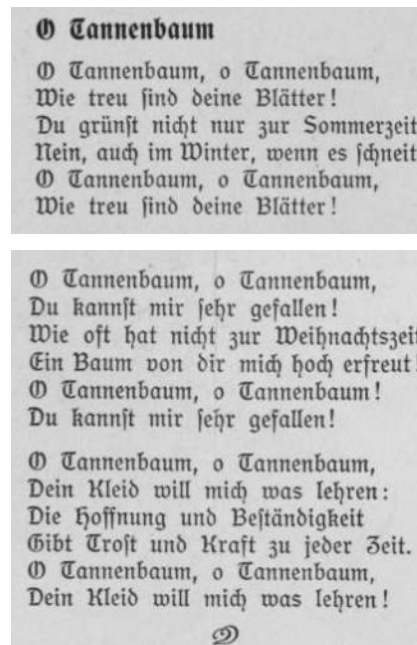 O Tannenbaum
O Tannenbaum, o Tannenbaum,
Wie treu sind deine Blätter!
Du grünst nicht nur zur Sommerzeit
Nein, auch im Winter, wenn es schneit
O Tannenbaum, o Tannenbaum,
Wie treu sind deine Blätter!
O Tannenbaum, o Tannenbaum,
Du kannst mir sehr gefallen!
Wie oft hat nicht zur Weihnachtszeit
Ein Baum von dir mich hoch erfreut!
O Tannenbaum, o Tannenbaum!
Du kannst mir sehr gefallen!
O Tannenbaum, o Tannenbaum,
Dein Kleid will mich was lehren:
Die Hoffnung und Beständigkeit
Gibt Trost und Kraft zu jeder Zeit.
O Tannenbaum, o Tannenbaum,
Dein Kleid will mich was lehren!